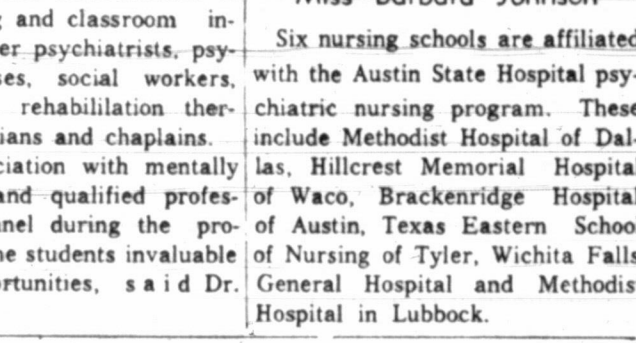 and classroom in-
psychiatrists, psy-
social workers,
rehabililation ther-
and chaplains.
with mentally
and qualified profes-
during the pro-
students invaluable
said Dr.
Miss Barbara Johnson
Six nursing schools are affiliated
with the Austin State Hospital psy-
chiatric nursing program. These
include Methodist Hospital of Dal-
las, Hillcrest Memorial Hospital
of Waco, Brackenridge Hospital
of Austin, Texas Eastern School
of Nursing of Tyler, Wichita Falls
General Hospital and Methodist
Hospital in Lubbock.